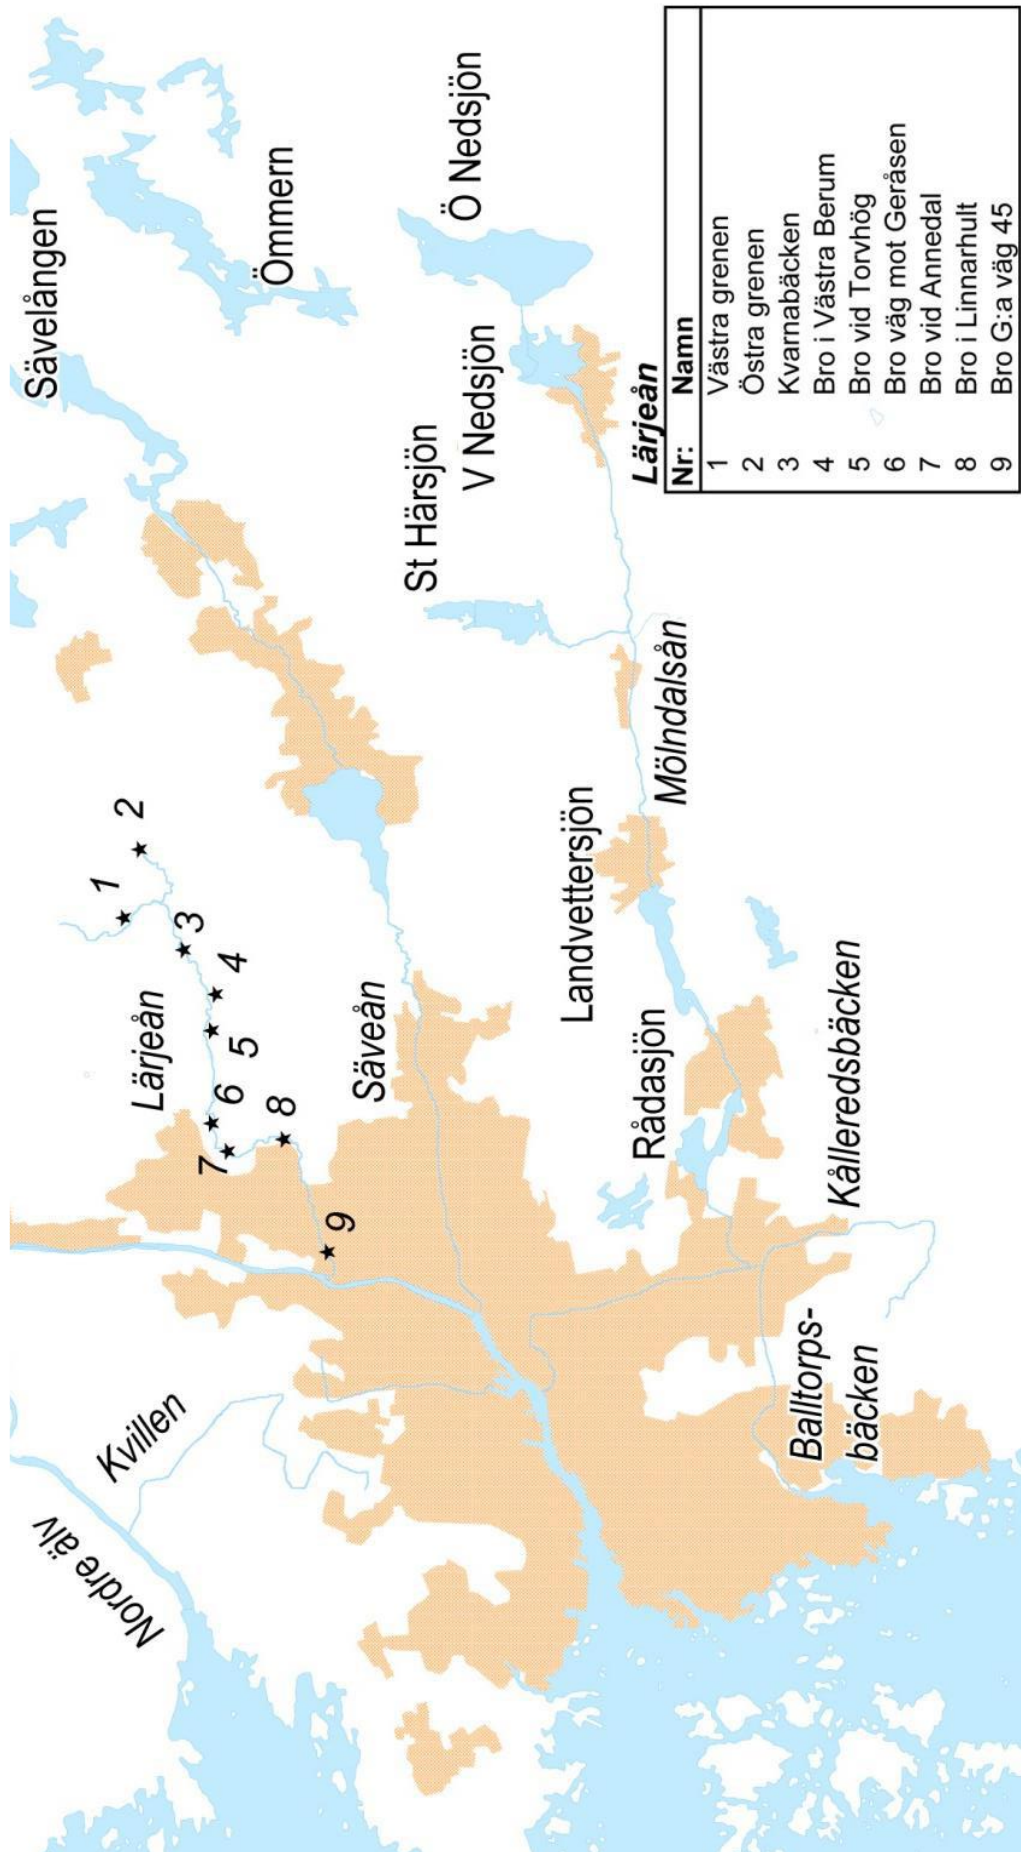 Sävelången
Ömmern
Ö Nedsjön
V Nedsjön
St Härsjön
Mölndalsån
Landvettersjön
Rådasjön
Kålleredsbäcken
Balltorps-
bäcken
Säveån
Lärjeån
Kvillen
Nordre älv
1
2
3
4
5
6
7
8
9
Lärjeån
Nr: Namn
1 Västra grenen
2 Östra grenen
3 Kvarnabäcken
4 Bro i Västra Berum
5 Bro vid Torvhög
6 Bro väg mot Geråsen
7 Bro vid Annedal
8 Bro i Linnarhult
9 Bro G:a väg 45